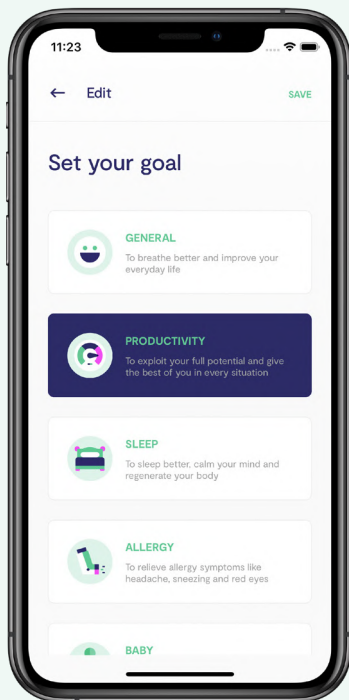 11:23
Edit
SAVE
Set your goal
GENERAL
To breathe better and improve your
everyday life
PRODUCTIVITY
To exploit your full potential and give
the best of you in every situation
SLEEP
To sleep better, calm your mind and
regenerate your body
ALLERGY
To relieve allergy symptoms like
headache, sneezing and red eyes
BABY